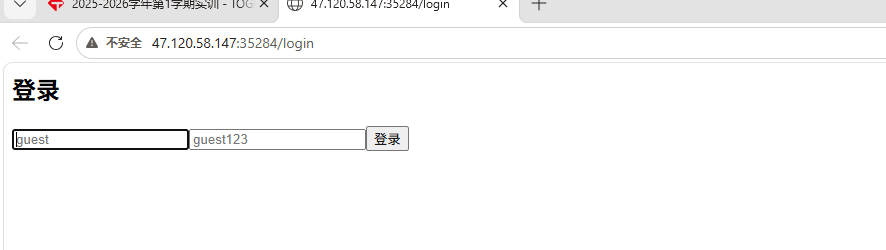 2025-2026学年第1学期实训 - TOG
47.120.58.147:35284/login
不安全 47.120.58.147:35284/login
登录
guest guest123 登录